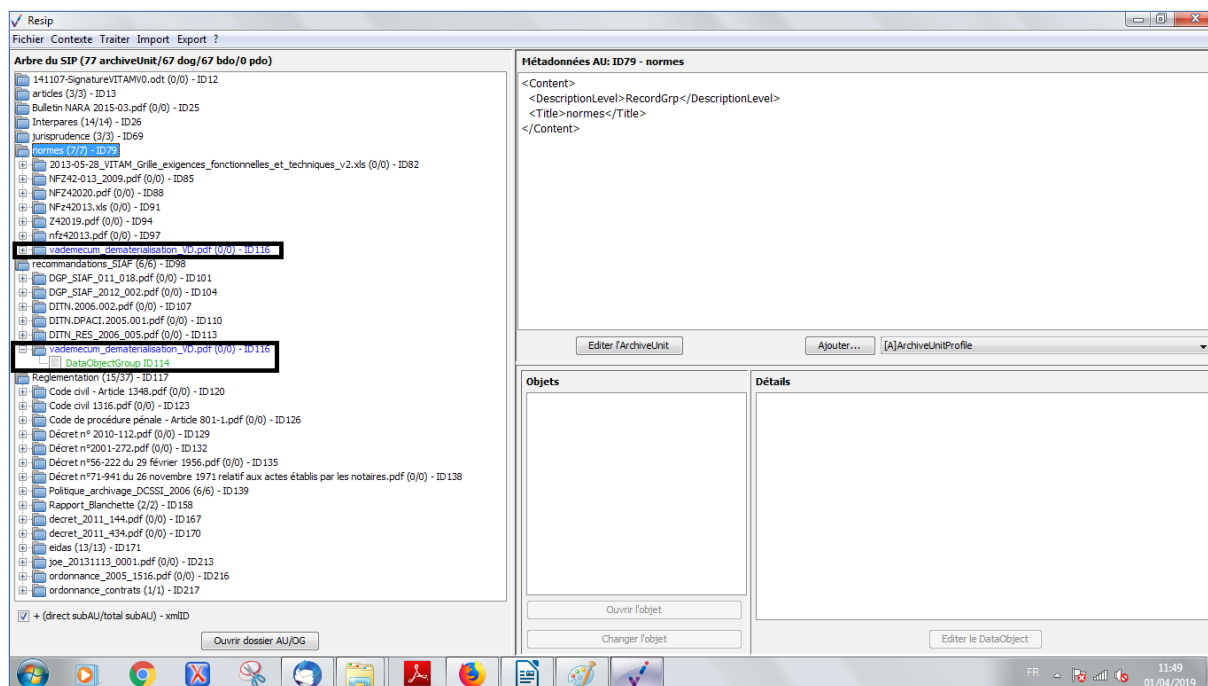 Resip
Fichier Contexte Traiter Import Export ?
Arbre du SIP (77 archiveUnit/67 dog/67 bdo/0 pdo)
141107-SignatureVITAMV0.odt (0/0) - ID12
articles (3/3) - ID13
Bulletin NARA 2015-03.pdf (0/0) - ID25
Interpares (14/14) - ID26
jurisprudence (3/3) - ID69
normes (7/7) - ID79
2013-05-28_VITAM_Grille_exigences_fonctionnelles_et_techniques_v2.xls (0/0) - ID82
NFZ42-013_2009.pdf (0/0) - ID85
NFZ42020.pdf (0/0) - ID88
NFz42013.xls (0/0) - ID91
Z42019.pdf (0/0) - ID94
nfz42013.pdf (0/0) - ID97
vademecum_dematerialisation_VD.pdf (0/0) - ID116
recommandations_SIAF (6/6) - ID98
DGP_SIAF_011_018.pdf (0/0) - ID101
DGP_SIAF_2012_002.pdf (0/0) - ID104
DITN.2006.002.pdf (0/0) - ID107
DITN.DPACI.2005.001.pdf (0/0) - ID110
DITN_RES_2006_005.pdf (0/0) - ID113
vademecum_dematerialisation_VD.pdf (0/0) - ID116
DataObjectGroup ID114
Reglementation (15/37) - ID117
Code civil - Article 1348.pdf (0/0) - ID120
Code civil 1316.pdf (0/0) - ID123
Code de procédure pénale - Article 801-1.pdf (0/0) - ID126
Décret n° 2010-112.pdf (0/0) - ID129
Décret n°2001-272.pdf (0/0) - ID132
Décret n°56-222 du 29 février 1956.pdf (0/0) - ID135
Décret n°71-941 du 26 novembre 1971 relatif aux actes établis par les notaires.pdf (0/0) - ID138
Politique_archivage_DCSSI_2006 (6/6) - ID139
Rapport_Blanchette (2/2) - ID158
decret_2011_144.pdf (0/0) - ID167
decret_2011_434.pdf (0/0) - ID170
eidas (13/13) - ID171
joe_20131113_0001.pdf (0/0) - ID213
ordonnance_2005_1516.pdf (0/0) - ID216
ordonnance_contrats (1/1) - ID217
+ (direct subAU/total subAU) - xmlID
Ouvrir dossier AU/OG
Métadonnées AU: ID79 - normes
<Content>
<DescriptionLevel>RecordGrp</DescriptionLevel>
<Title>normes</Title>
</Content>
Editer l'ArchiveUnit
Ajouter... [A]ArchiveUnitProfile
Objets
Ouvrir l'objet
Changer l'objet
Détails
Editer le DataObject
FR
11:49
01/04/2019